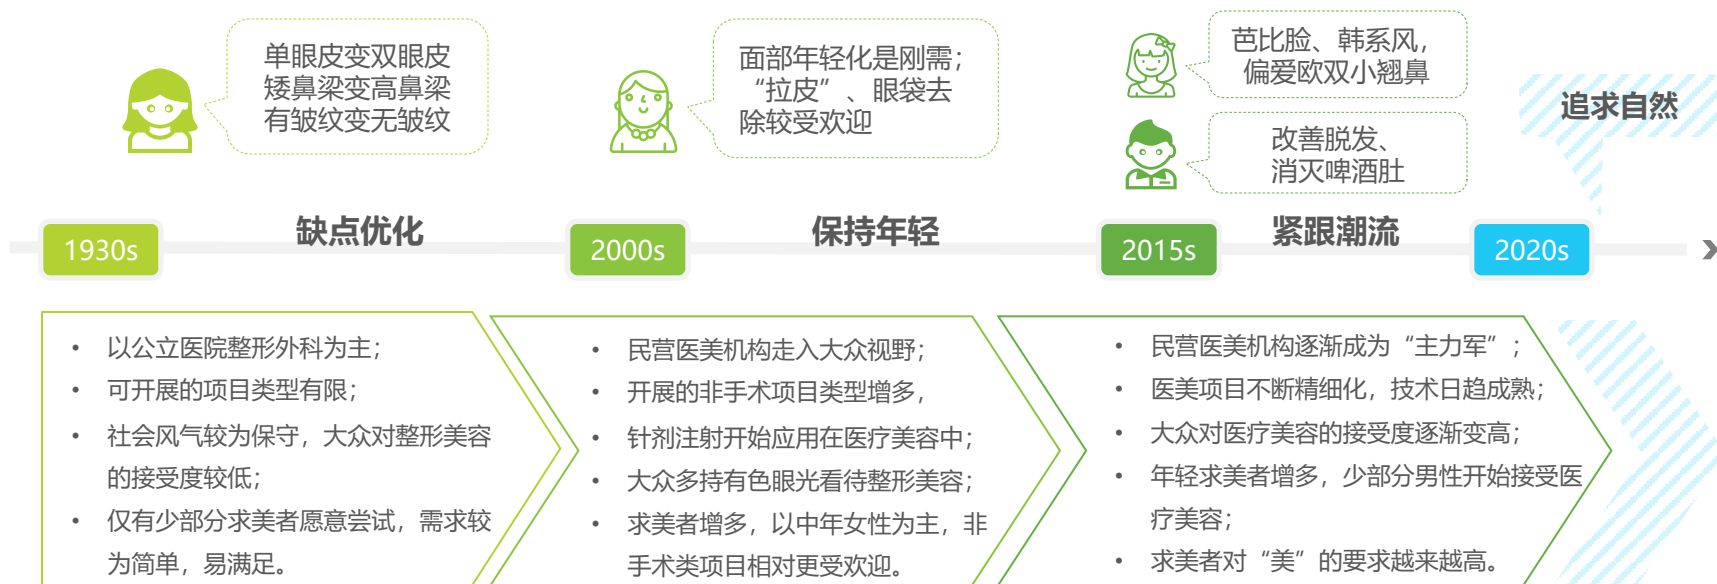 单眼皮变双眼皮
矮鼻梁变高鼻梁
有皱纹变无皱纹
面部年轻化是刚需；
“拉皮”、眼袋去
除较受欢迎
芭比脸、韩系风，
偏爱欧双小翘鼻
改善脱发、
消灭啤酒肚
追求自然
1930s
缺点优化
2000s
保持年轻
2015s
紧跟潮流
2020s
• 以公立医院整形外科为主；
• 可开展的项目类型有限；
• 社会风气较为保守，大众对整形美容
的接受度较低；
• 仅有少部分求美者愿意尝试，需求较
为简单，易满足。
• 民营医美机构走入大众视野；
• 开展的非手术项目类型增多，
• 针剂注射开始应用在医疗美容中；
• 大众多持有色眼光看待整形美容；
• 求美者增多，以中年女性为主，非
手术类项目相对更受欢迎。
• 民营医美机构逐渐成为“主力军”；
• 医美项目不断精细化，技术日趋成熟；
• 大众对医疗美容的接受度逐渐变高；
• 年轻求美者增多，少部分男性开始接受医
疗美容；
• 求美者对“美”的要求越来越高。